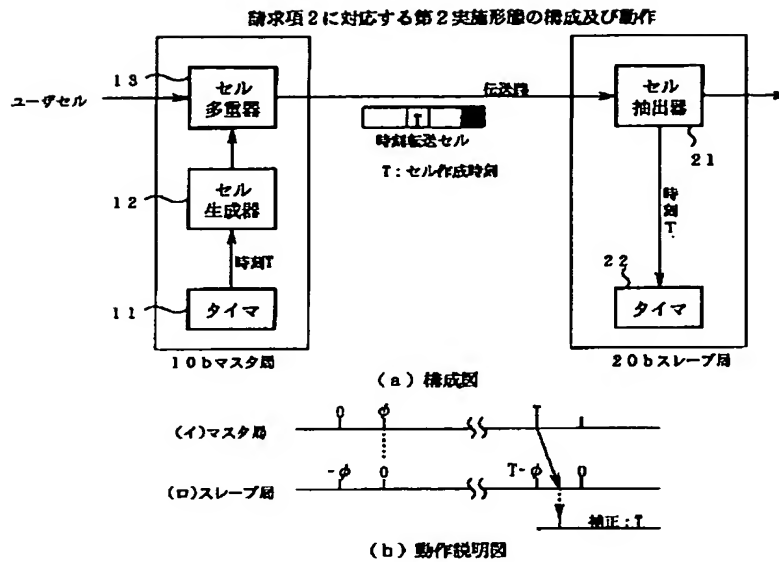 請求項2に対応する第2実施形態の構成及び動作
13
ユーザセル
セル
多重器
伝送路
セル
抽出器
T
時刻転送セル
T：セル作成時刻
21
12
セル
生成器
時刻T
時刻T
22
11
タイマ
タイマ
10bマスタ局
20bスレーブ局
(a) 構成図
0 φ T
(イ)マスタ局
-φ 0 T-φ 0
(ロ)スレーブ局
補正：T
(b) 動作説明図